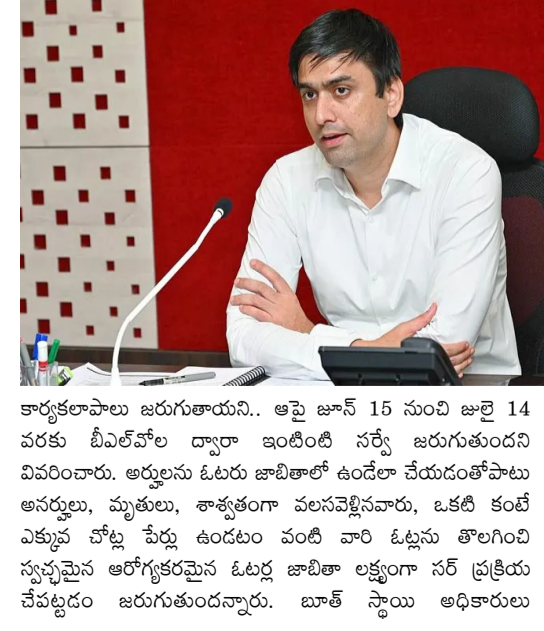 కార్యకలాపాలు జరుగుతాయని.. ఆపై జూన్ 15 నుంచి జులై 14
వరకు బీఎల్‌వోల ద్వారా ఇంటింటి సర్వే జరుగుతుందని
వివరించారు. అర్హులను ఓటరు జాబితాలో ఉండేలా చేయడంతోపాటు
అనర్హులు, మృతులు, శాశ్వతంగా వలసవెళ్లినవారు, ఒకటి కంటే
ఎక్కువ చోట్ల పేర్లు ఉండటం వంటి వారి ఓట్లను తొలగించి
స్వచ్ఛమైన ఆరోగ్యకరమైన ఓటర్ల జాబితా లక్ష్యంగా సర్ ప్రక్రియ
చేపట్టడం జరుగుతుందన్నారు. బూత్ స్థాయి అధికారులు